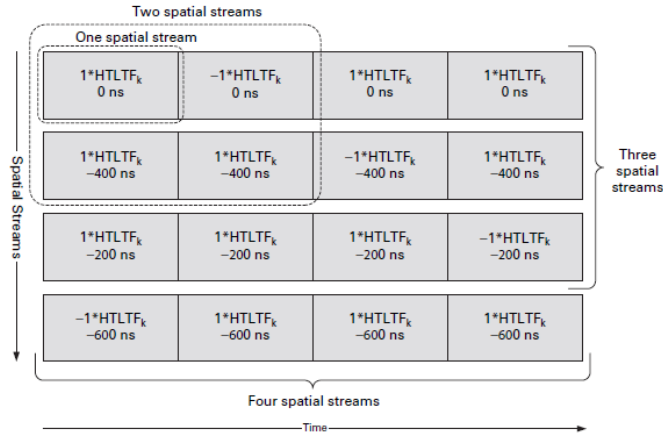 Two spatial streams
One spatial stream
1*HTLTFk
0 ns
−1*HTLTFk
0 ns
1*HTLTFk
0 ns
1*HTLTFk
0 ns
1*HTLTFk
−400 ns
1*HTLTFk
−400 ns
−1*HTLTFk
−400 ns
1*HTLTFk
−400 ns
1*HTLTFk
−200 ns
1*HTLTFk
−200 ns
1*HTLTFk
−200 ns
−1*HTLTFk
−200 ns
−1*HTLTFk
−600 ns
1*HTLTFk
−600 ns
1*HTLTFk
−600 ns
1*HTLTFk
−600 ns
Spatial Streams
Three
spatial
streams
Four spatial streams
Time